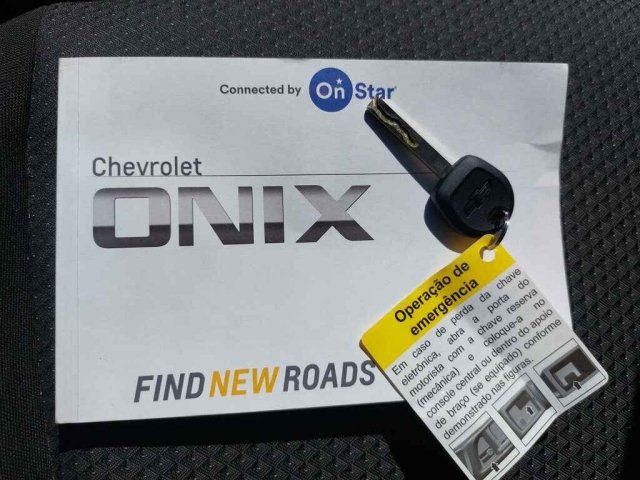 Connected by OnStar
Chevrolet
ONIX
FIND NEW ROADS
Operação de
emergência
Em caso de perda da chave
eletrônica, abra a porta do
motorista com a chave reserva
(mecânica) e coloque-a no
console central ou dentro do apoio
de braço (se equipado) conforme
demonstrado nas figuras.